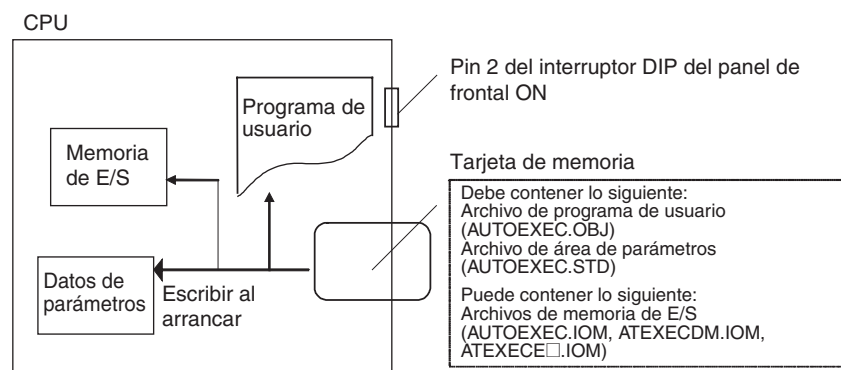 CPU
Pin 2 del interruptor DIP del panel de
frontal ON
Programa de
usuario
Memoria
de E/S
Tarjeta de memoria
Debe contener lo siguiente:
Archivo de programa de usuario
(AUTOEXEC.OBJ)
Archivo de área de parámetros
(AUTOEXEC.STD)
Puede contener lo siguiente:
Archivos de memoria de E/S
(AUTOEXEC.IOM, ATEXECDM.IOM,
ATEXECE□.IOM)
Datos de
parámetros
Escribir al
arrancar